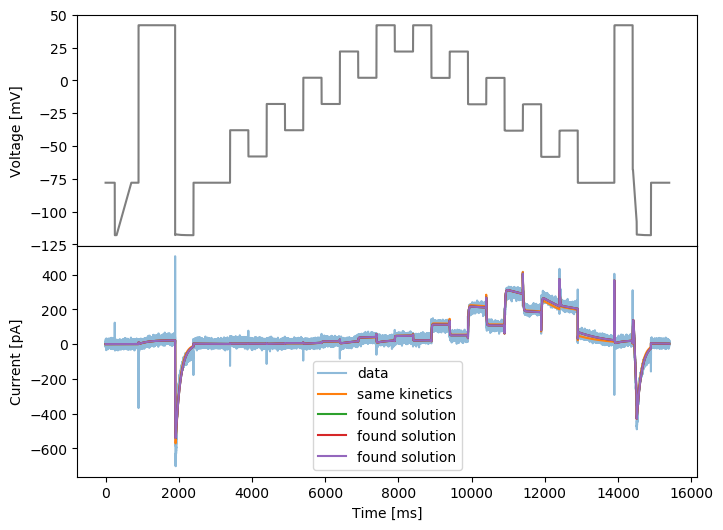 50
25
0
−25
−50
−75
−100
−125
Voltage [mV]
400
200
0
−200
−400
−600
Current [pA]
data
same kinetics
found solution
found solution
found solution
0 2000 4000 6000 8000 10000 12000 14000 16000
Time [ms]